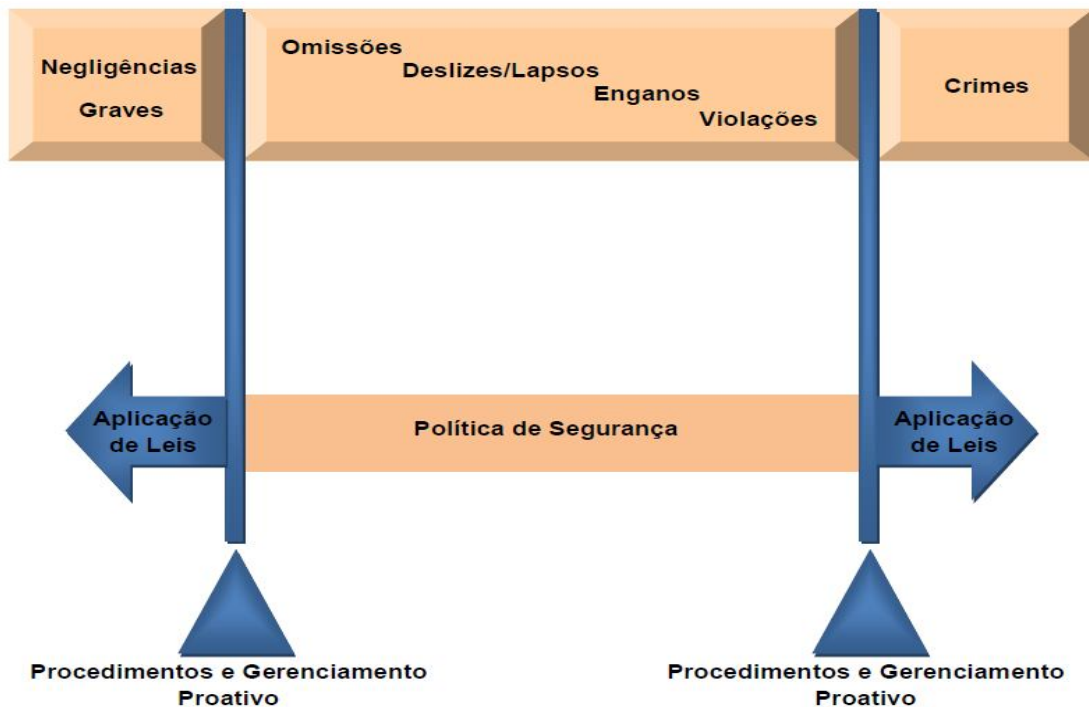 Negligências
Graves
Omissões
Deslizes/Lapsos
Enganos
Violações
Crimes
Aplicação
de Leis
Política de Segurança
Aplicação
de Leis
Procedimentos e Gerenciamento
Proativo
Procedimentos e Gerenciamento
Proativo